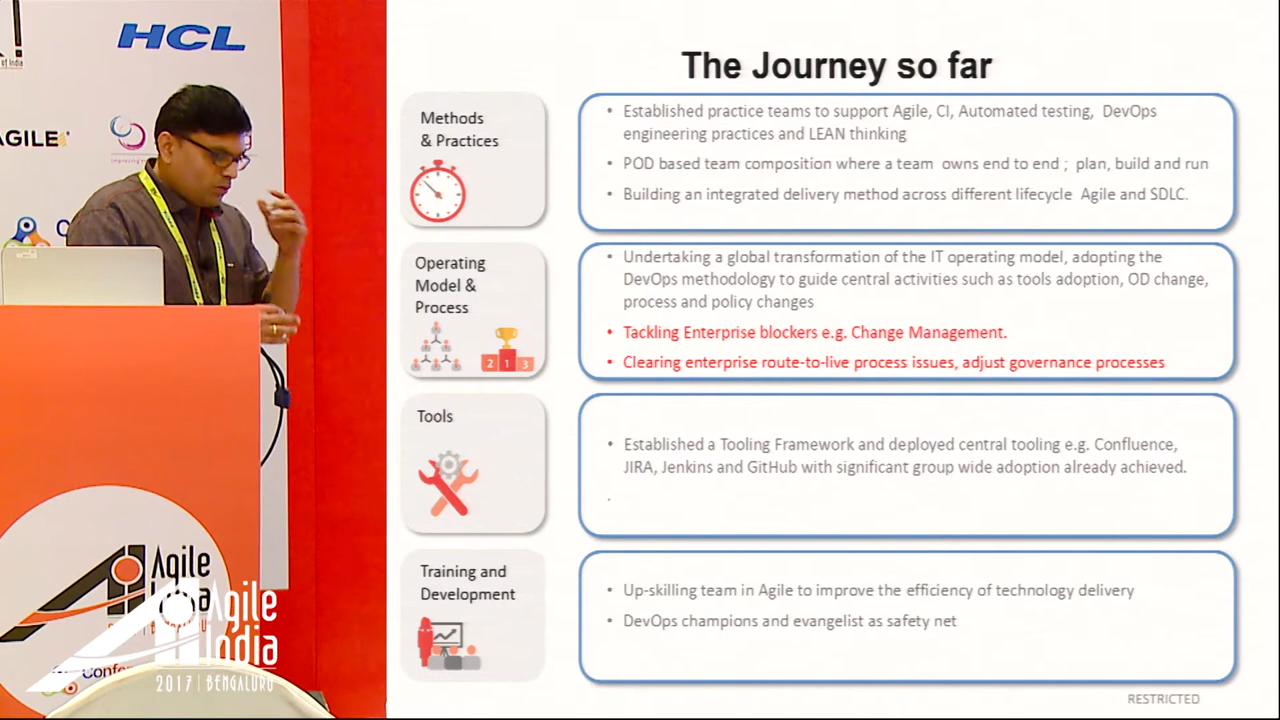 HCL
AGILE
The Journey so far
Methods
& Practices
• Established practice teams to support Agile, CI, Automated testing, DevOps
engineering practices and LEAN thinking
• POD based team composition where a team owns end to end ; plan, build and run
• Building an integrated delivery method across different lifecycle Agile and SDLC.
Operating
Model &
Process
2 1 3
• Undertaking a global transformation of the IT operating model, adopting the
DevOps methodology to guide central activities such as tools adoption, OD change,
process and policy changes
• Tackling Enterprise blockers e.g. Change Management.
• Clearing enterprise route-to-live process issues, adjust governance processes
Tools
• Established a Tooling Framework and deployed central tooling e.g. Confluence,
JIRA, Jenkins and GitHub with significant group wide adoption already achieved.
.
Training and
Development
• Up-skilling team in Agile to improve the efficiency of technology delivery
• DevOps champions and evangelist as safety net
RESTRICTED
Agile
India
Agile
India
2017 | BENGALURU